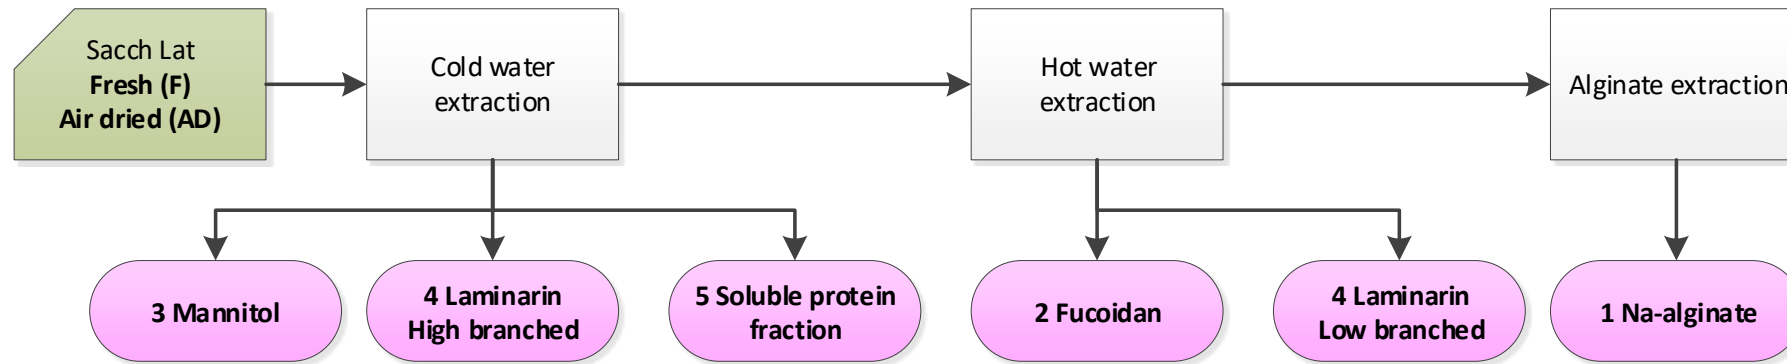 Sacch Lat
Fresh (F)
Air dried (AD)
Cold water
extraction
Hot water
extraction
Alginate extraction
3 Mannitol
4 Laminarin
High branched
5 Soluble protein
fraction
2 Fucoidan
4 Laminarin
Low branched
1 Na-alginate